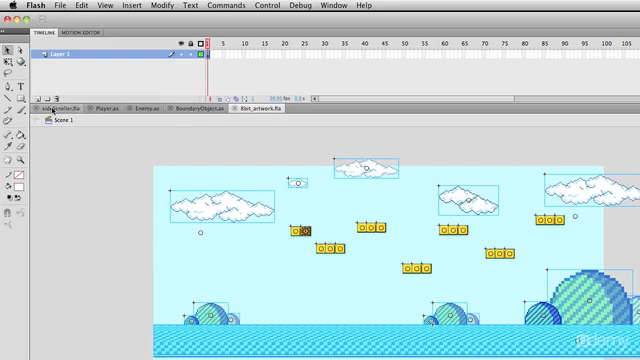 Flash File Edit View Insert Modify Text Commands Control Debug Window Help
TIMELINE MOTION EDITOR
1 5 10 15 20 25 30 35 40 45 50 55 60 65 70 75 80 85 90 95 100 105
Layer 1
1 30.00 fps 0.0 s
sideScroller.fla Player.as Enemy.as BoundaryObject.as 8bit_artwork.fla
Scene 1
udemy